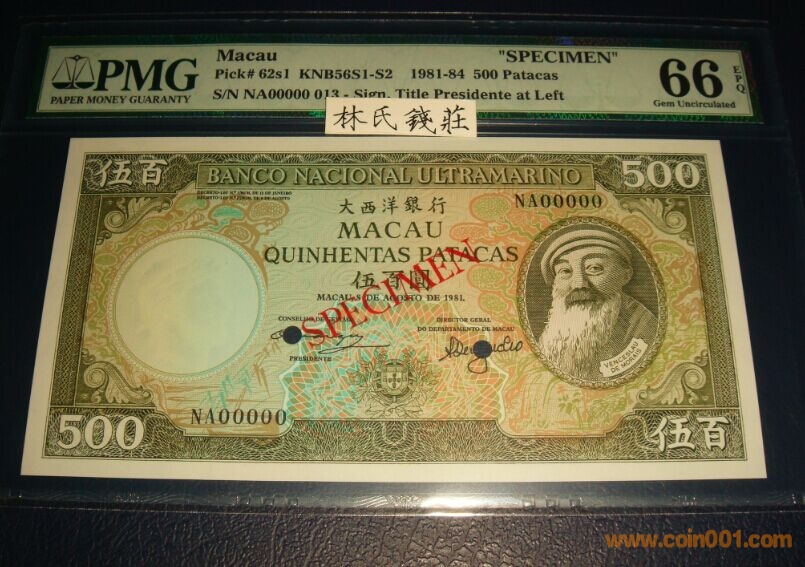 PMG
PAPER MONEY GUARANTY
Macau "SPECIMEN"
Pick# 62s1 KNB56S1-S2 1981-84 500 Patacas
S/N NA00000 013 - Sign. Title Presidente at Left
66 EPQ
Gem Uncirculated
林氏錢莊
伍百 BANCO NACIONAL ULTRAMARINO 500
大西洋銀行 NA00000
MACAU
QUINHENTAS PATACAS
伍百圓
SPECIMEN
MACAU, 8 DE AGOSTO DE 1981.
CONSELHO DE
DIRECTOR GERAL
DO DEPARTAMENTO DE MACAU
PRESIDENTE
VENCESLAU
DE MORAIS
NA00000
500 伍百
www.coin001.com